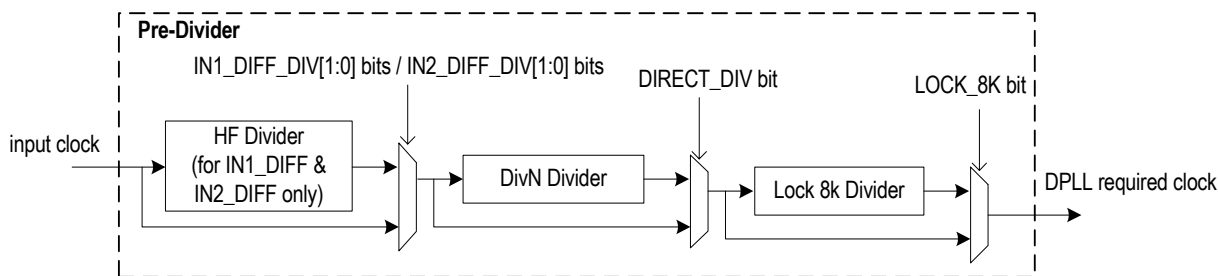 Pre-Divider
IN1_DIFF_DIV[1:0] bits / IN2_DIFF_DIV[1:0] bits
DIRECT_DIV bit
LOCK_8K bit
input clock
HF Divider
(for IN1_DIFF &
IN2_DIFF only)
DivN Divider
Lock 8k Divider
DPLL required clock